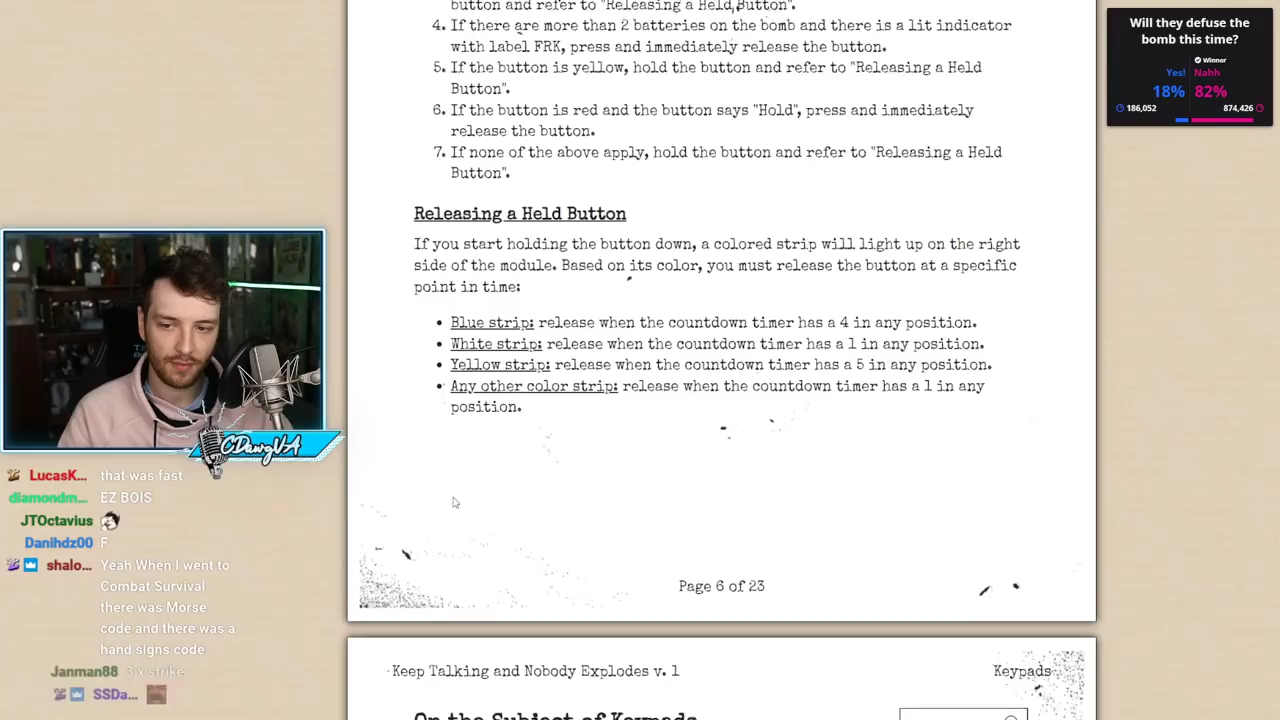 button and refer to "Releasing a Held Button".
4. If there are more than 2 batteries on the bomb and there is a lit indicator
with label FRK, press and immediately release the button.
5. If the button is yellow, hold the button and refer to "Releasing a Held
Button".
6. If the button is red and the button says "Hold", press and immediately
release the button.
7. If none of the above apply, hold the button and refer to "Releasing a Held
Button".
Releasing a Held Button
If you start holding the button down, a colored strip will light up on the right
side of the module. Based on its color, you must release the button at a specific
point in time:
• Blue strip: release when the countdown timer has a 4 in any position.
• White strip: release when the countdown timer has a 1 in any position.
• Yellow strip: release when the countdown timer has a 5 in any position.
• Any other color strip: release when the countdown timer has a 1 in any
position.
Page 6 of 23
Keep Talking and Nobody Explodes v. 1
Keypads
On the Subject of Keypads
Will they defuse the
bomb this time?
Winner
Yes! Nahh
18% 82%
186,052 874,426
CDawgVA
LucasK... that was fast
diamondm... EZ BOIS
JTOctavius
Danihdz00 F
shalo... Yeah When I went to
Combat Survival
there was Morse
code and there was a
hand signs code.
Janman88 3 x strike
SSDa...